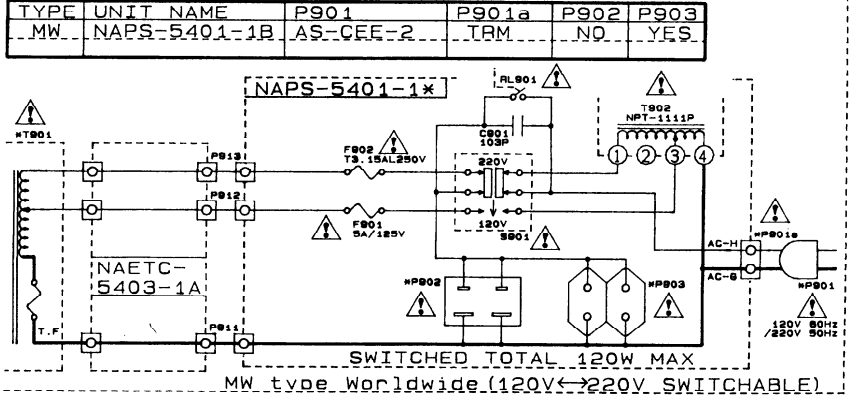 TYPE UNIT NAME P901 P901a P902 P903
MW NAPS-5401-1B AS-CEE-2 TRM NO YES
NAPS-5401-1*
RL901
C901
103P
T902
NPT-1111P
1 2 3 4
*T901
P913
F902
T3.15AL250V
220V
P912
F901
5A/125V
120V
S901
*P901a
AC-H
AC-G
*P901
120V 60Hz
/220V 50Hz
NAETC-
5403-1A
*P902
*P903
T.F
P911
SWITCHED TOTAL 120W MAX
MW type Worldwide (120V↔220V SWITCHABLE)